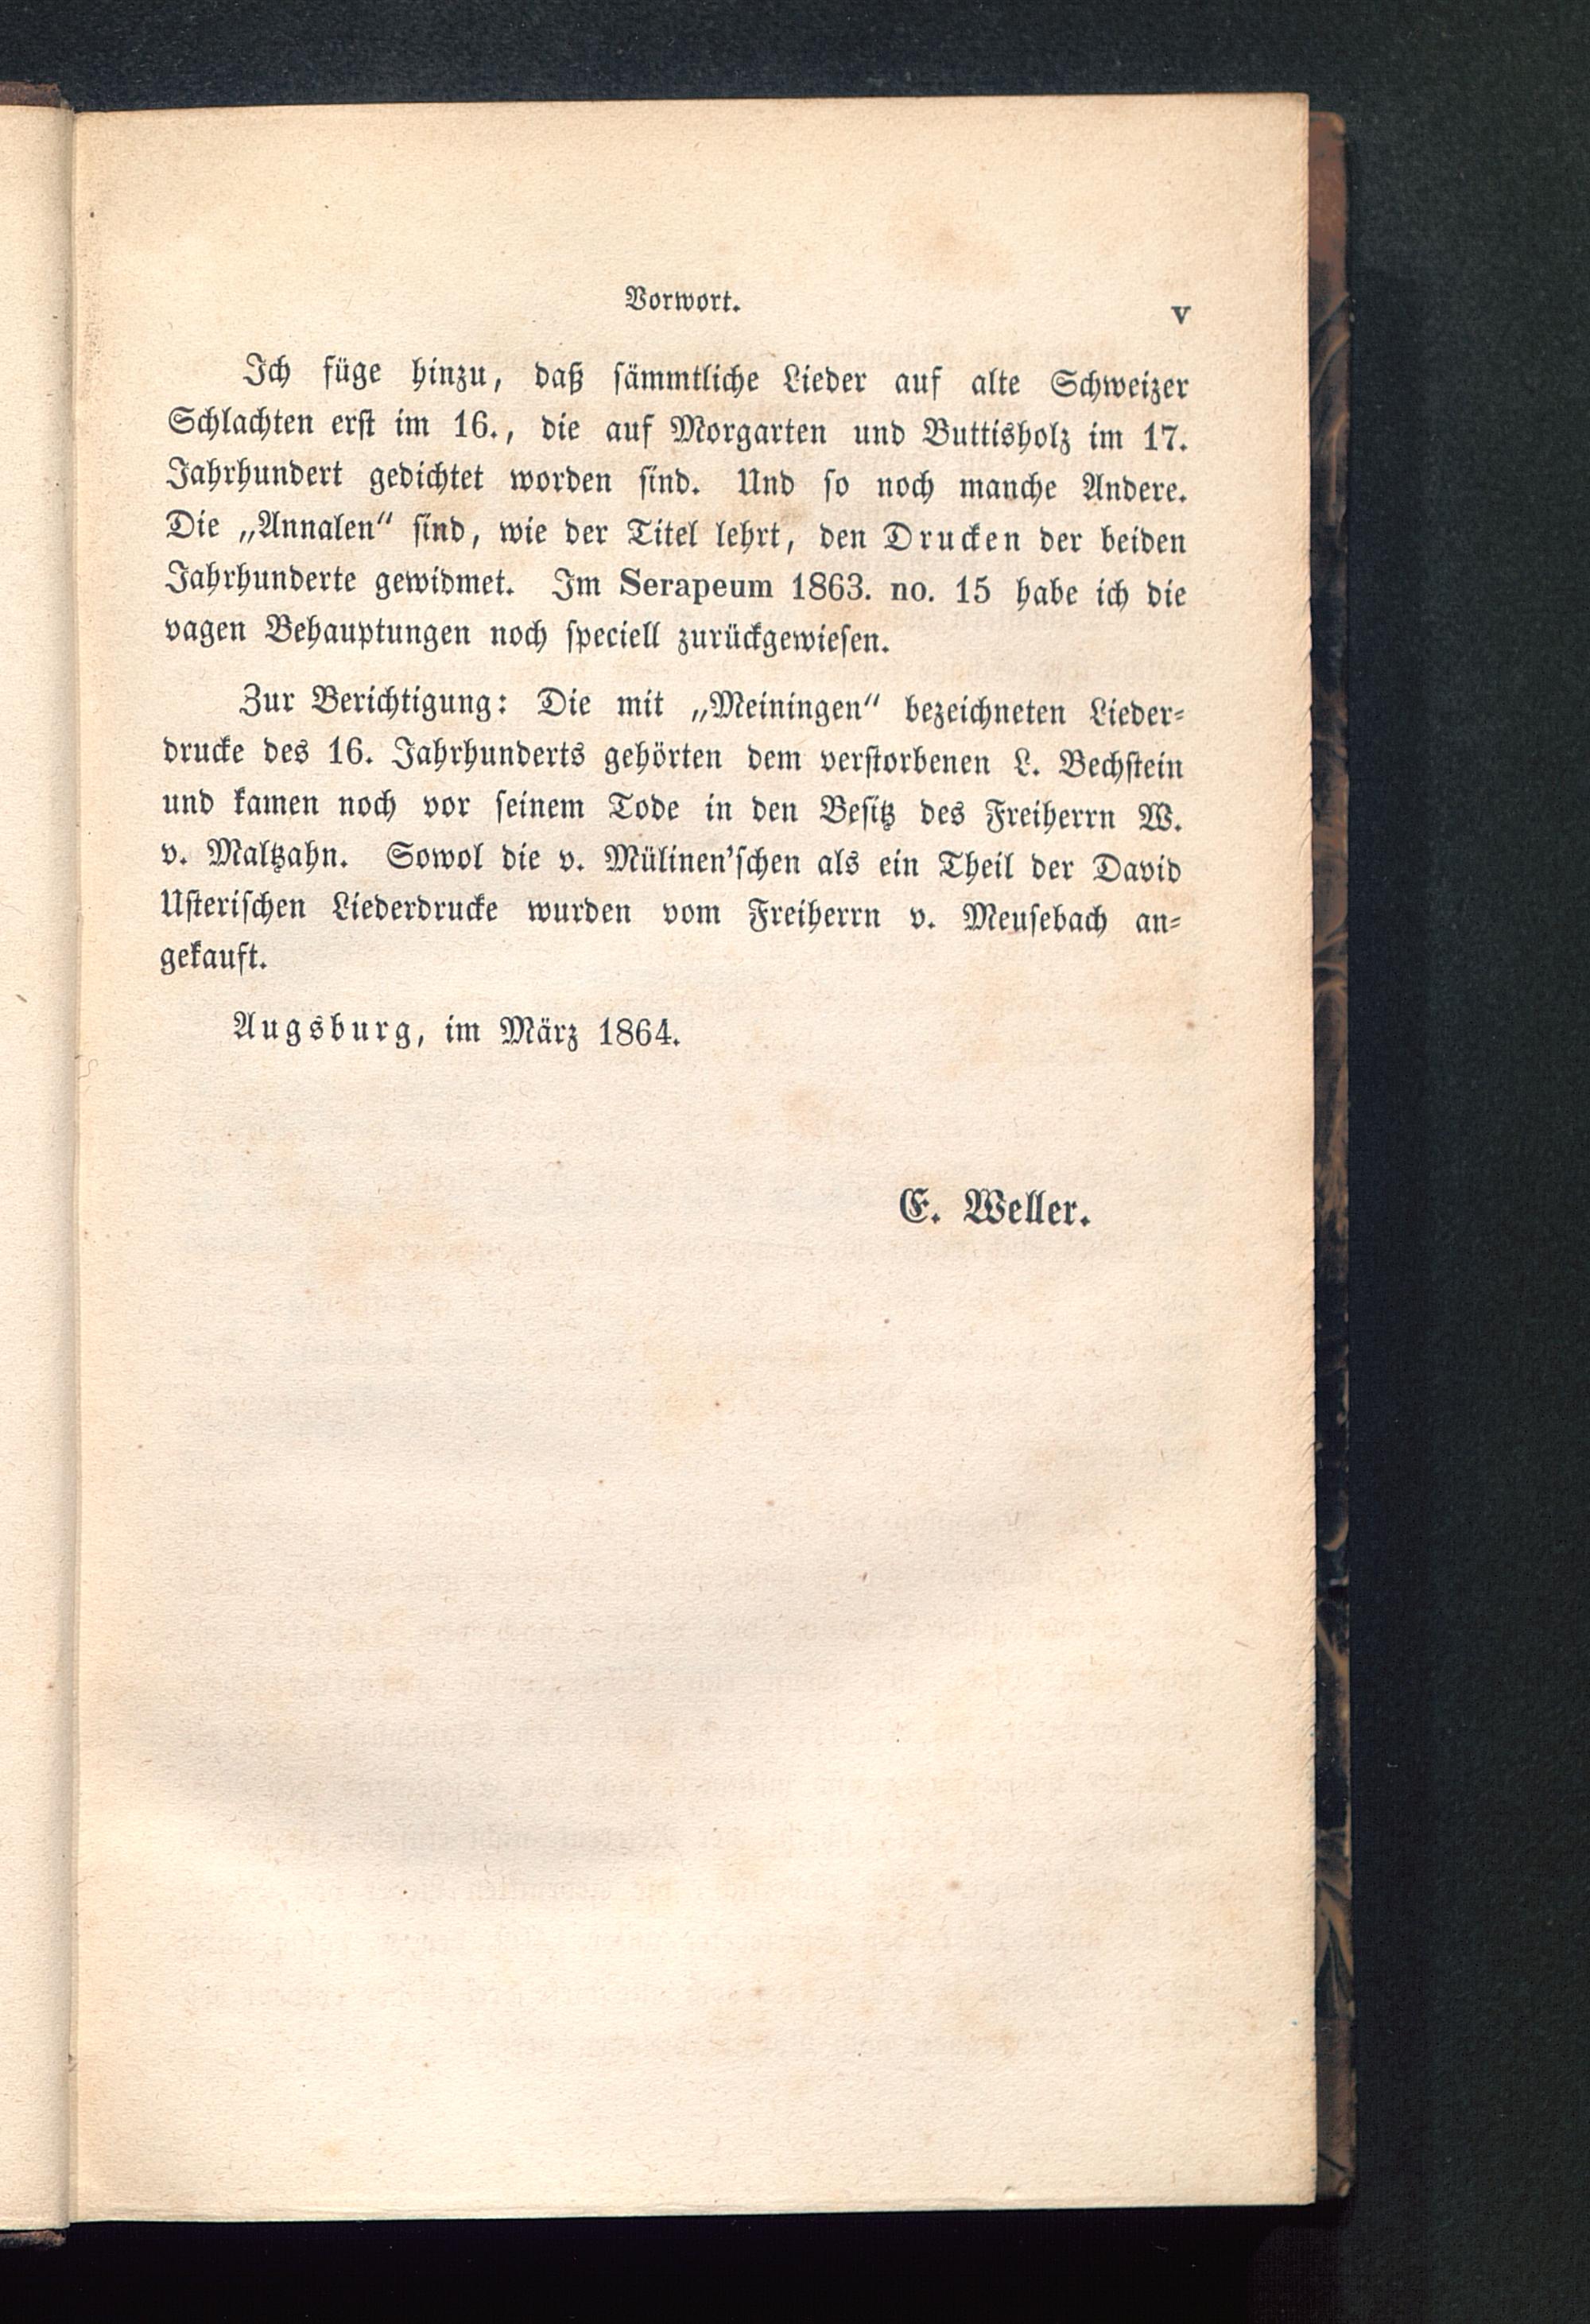 Vorwort.
V
Ich füge hinzu, daß sämmtliche Lieder auf alte Schweizer
Schlachten erst im 16., die auf Morgarten und Buttisholz im 17.
Jahrhundert gedichtet worden sind. Und so noch manche Andere.
Die „Annalen“ sind, wie der Titel lehrt, den Drucken der beiden
Jahrhunderte gewidmet. Im Serapeum 1863. no. 15 habe ich die
vagen Behauptungen noch speciell zurückgewiesen.
Zur Berichtigung: Die mit „Meiningen“ bezeichneten Lieder-
drucke des 16. Jahrhunderts gehörten dem verstorbenen L. Bechstein
und kamen noch vor seinem Tode in den Besitz des Freiherrn W.
v. Maltzahn. Sowol die v. Mülinen'schen als ein Theil der David
Usterischen Liederdrucke wurden vom Freiherrn v. Meusebach an-
gekauft.
Augsburg, im März 1864.
E. Weller.